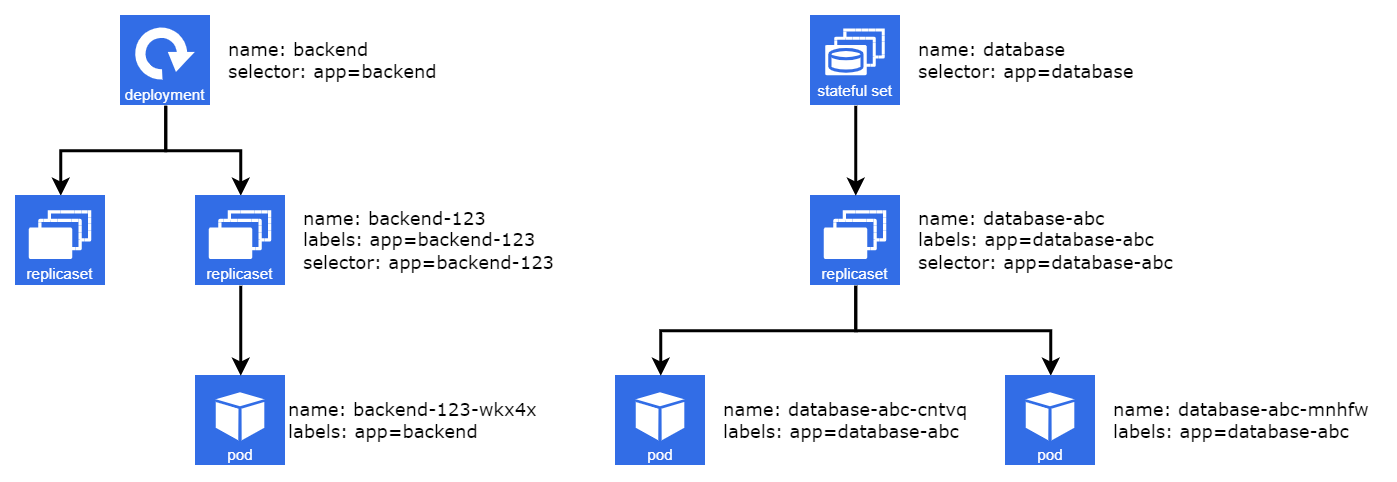 deployment
name: backend
selector: app=backend
stateful set
name: database
selector: app=database
replicaset
replicaset
name: backend-123
labels: app=backend-123
selector: app=backend-123
replicaset
name: database-abc
labels: app=database-abc
selector: app=database-abc
pod
name: backend-123-wkx4x
labels: app=backend
pod
name: database-abc-cntvq
labels: app=database-abc
pod
name: database-abc-mnhfw
labels: app=database-abc